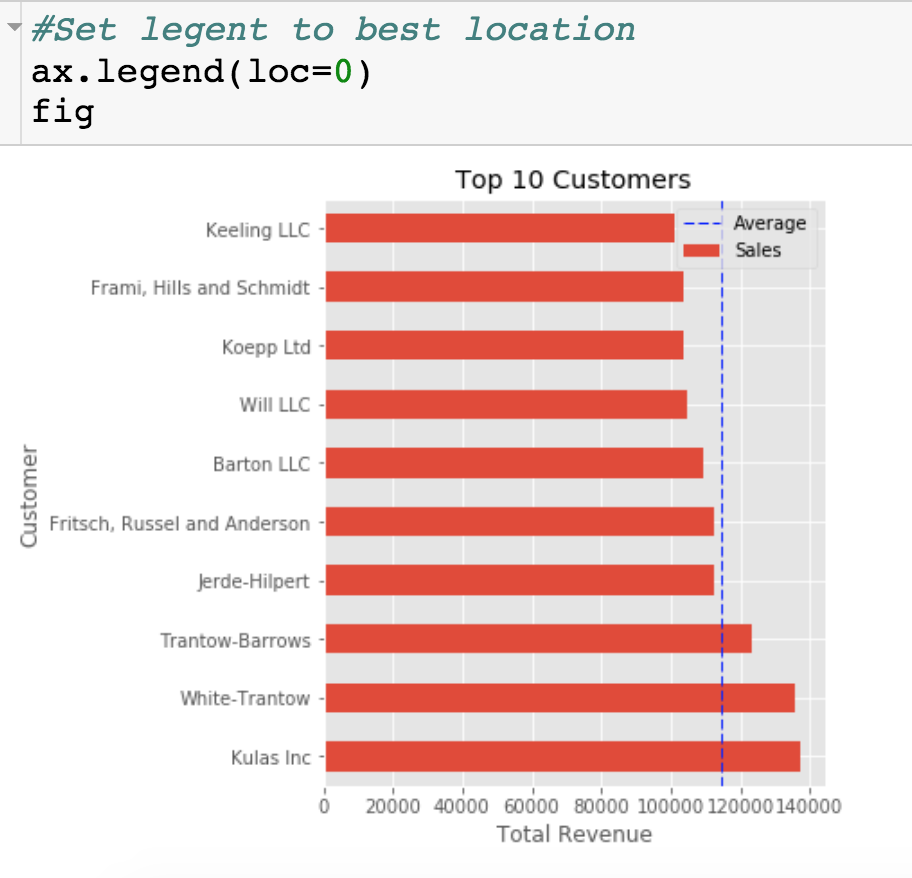 #Set legent to best location
ax.legend(loc=0)
fig
Top 10 Customers
Average
Sales
Keeling LLC
Frami, Hills and Schmidt
Koepp Ltd
Will LLC
Barton LLC
Fritsch, Russel and Anderson
Jerde-Hilpert
Trantow-Barrows
White-Trantow
Kulas Inc
Customer
0 20000 40000 60000 80000 100000 120000 140000
Total Revenue